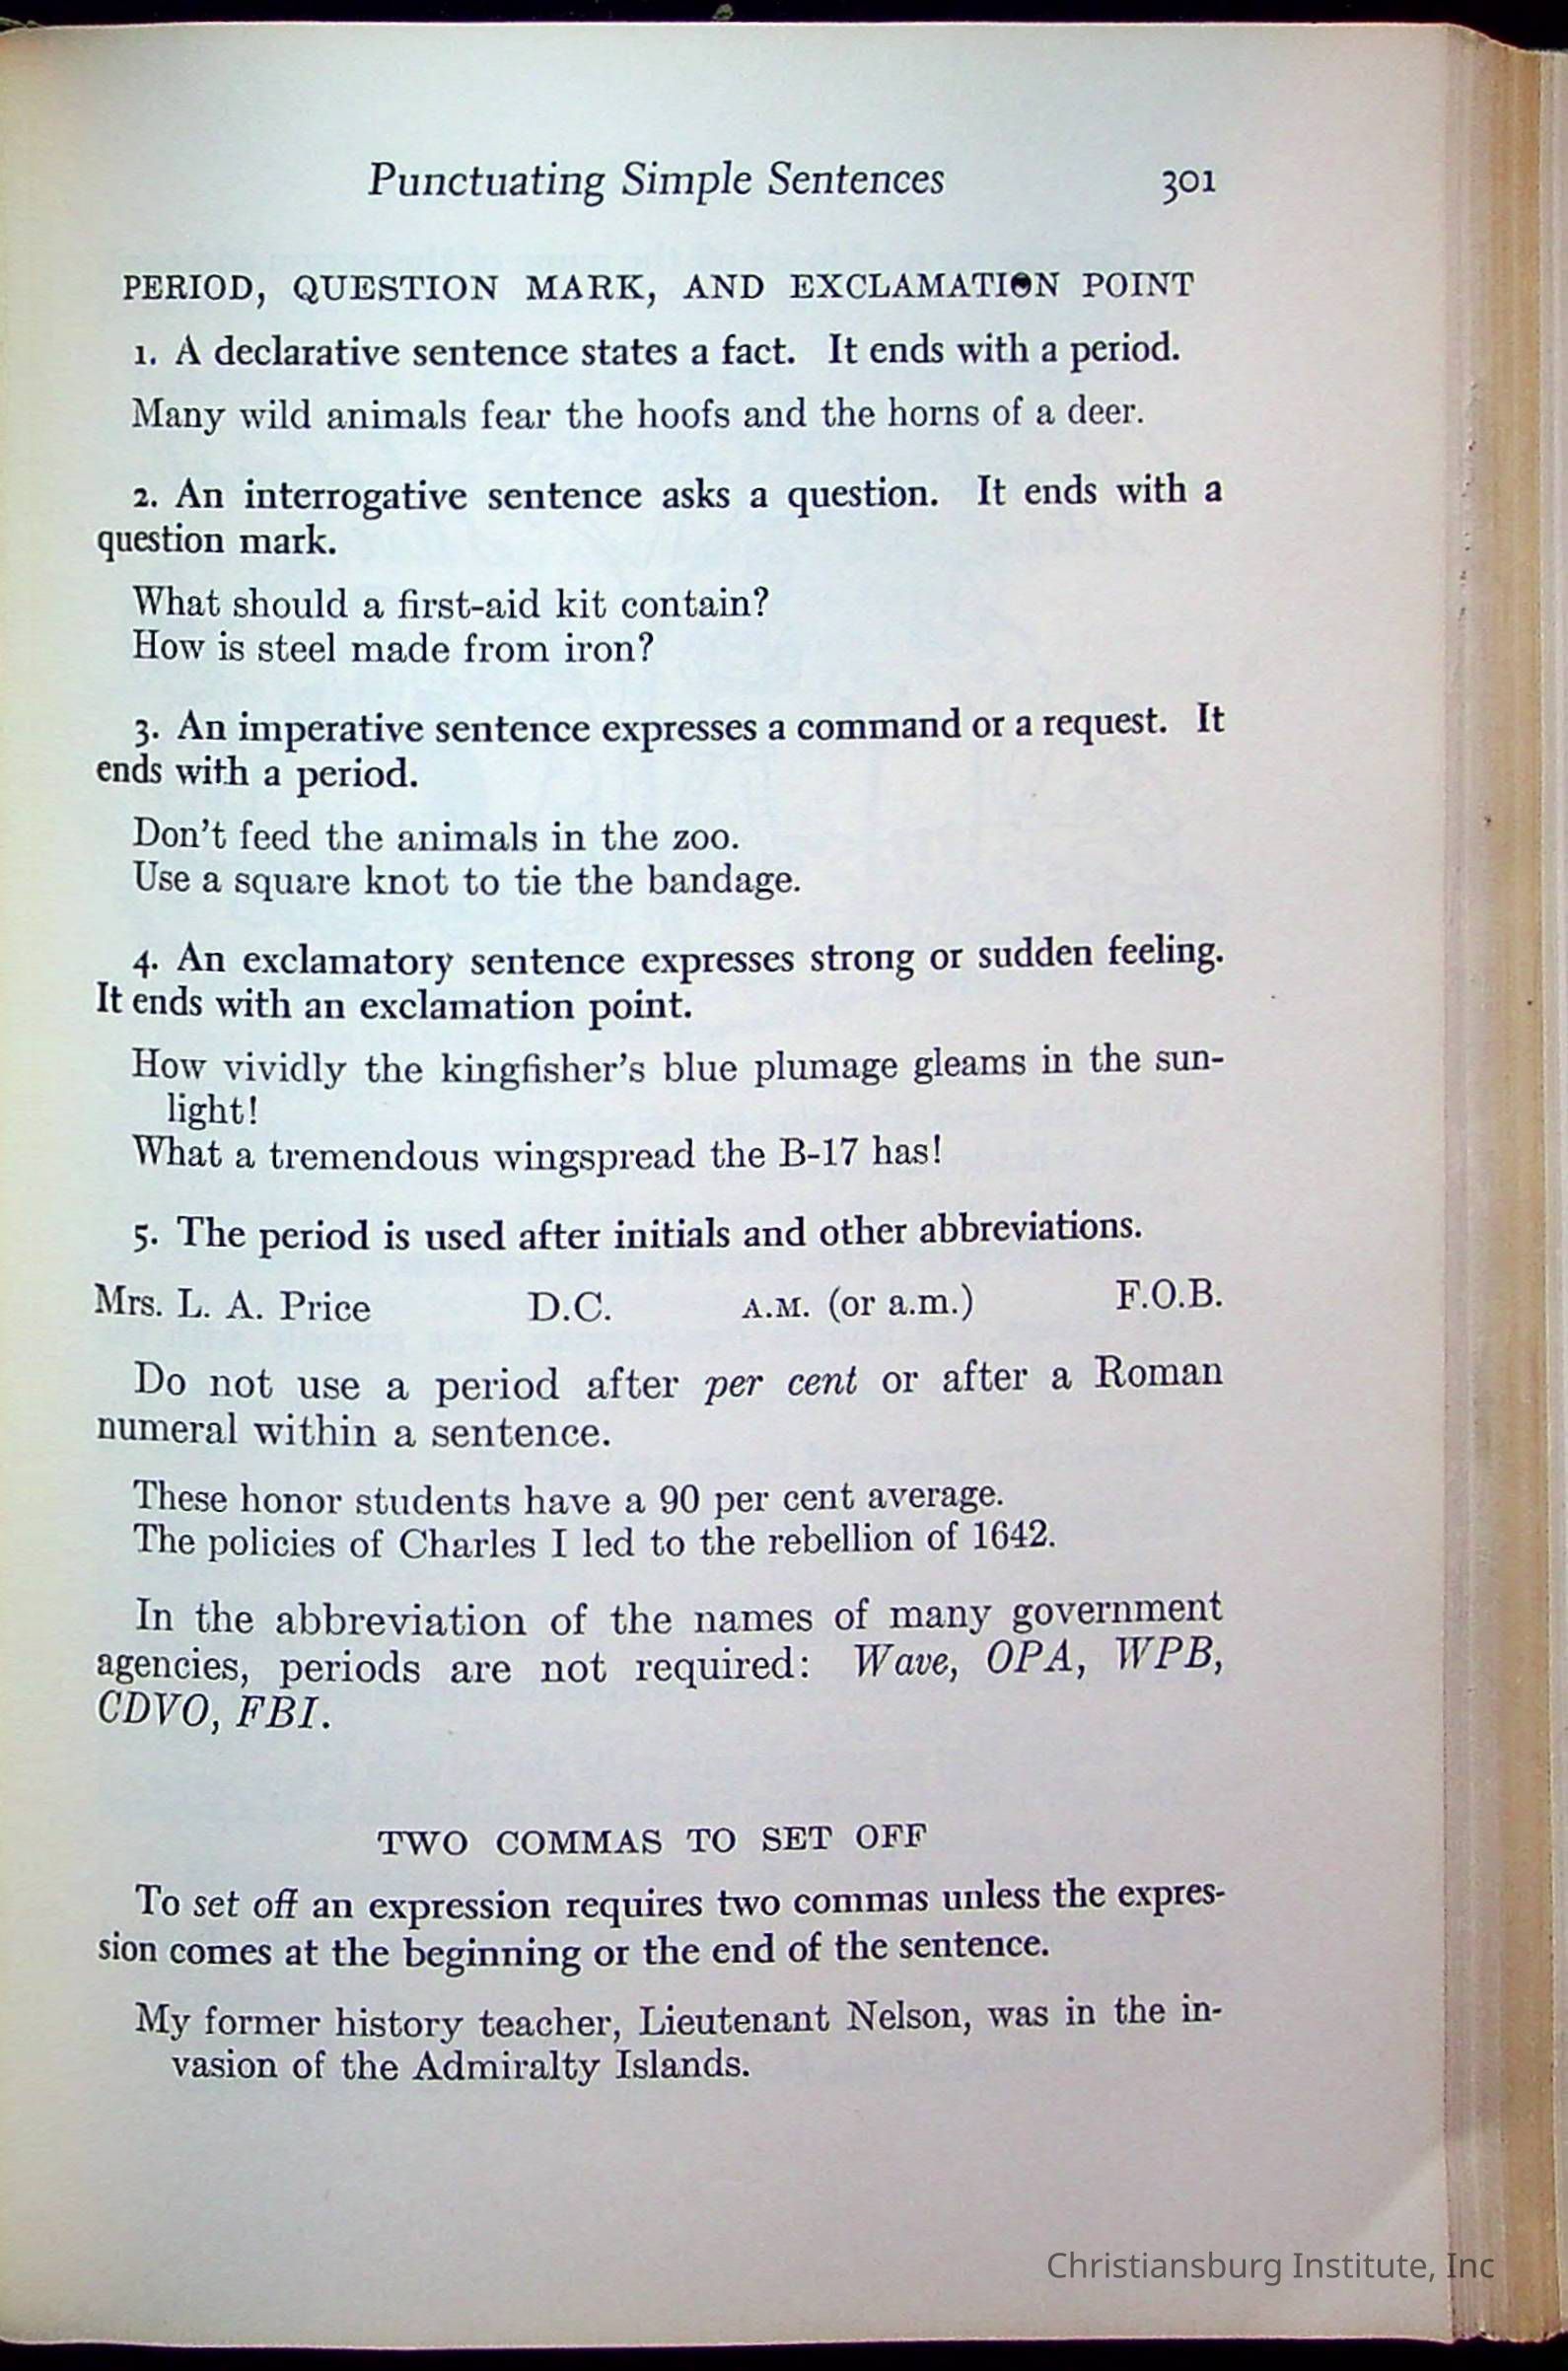 Punctuating Simple Sentences 301
PERIOD, QUESTION MARK, AND EXCLAMATION POINT
1. A declarative sentence states a fact. It ends with a period.
Many wild animals fear the hoofs and the horns of a deer.
2. An interrogative sentence asks a question. It ends with a
question mark.
What should a first-aid kit contain?
How is steel made from iron?
3. An imperative sentence expresses a command or a request. It
ends with a period.
Don't feed the animals in the zoo.
Use a square knot to tie the bandage.
4. An exclamatory sentence expresses strong or sudden feeling.
It ends with an exclamation point.
How vividly the kingfisher's blue plumage gleams in the sun-
light!
What a tremendous wingspread the B-17 has!
5. The period is used after initials and other abbreviations.
Mrs. L. A. Price D.C. A.M. (or a.m.) F.O.B.
Do not use a period after per cent or after a Roman
numeral within a sentence.
These honor students have a 90 per cent average.
The policies of Charles I led to the rebellion of 1642.
In the abbreviation of the names of many government
agencies, periods are not required: Wave, OPA, WPB,
CDVO, FBI.
TWO COMMAS TO SET OFF
To set off an expression requires two commas unless the expres-
sion comes at the beginning or the end of the sentence.
My former history teacher, Lieutenant Nelson, was in the in-
vasion of the Admiralty Islands.
Christiansburg Institute, Inc